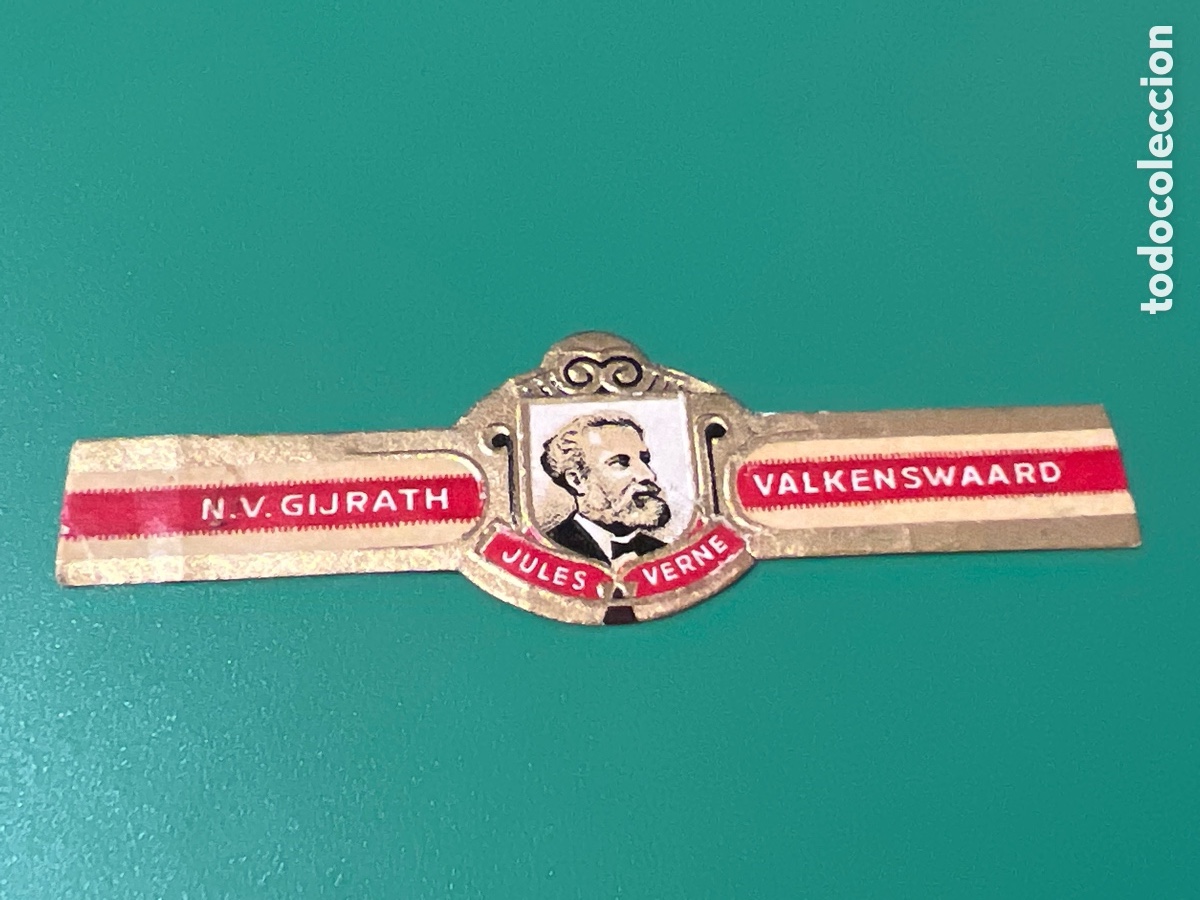 N.V. GIJRATH
VALKENSWAARD
JULES VERNE
todocoleccion